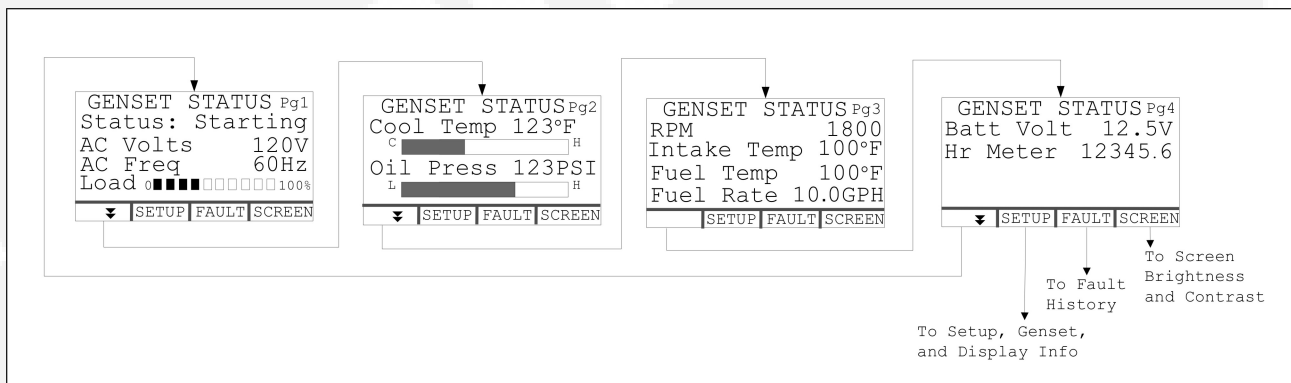 GENSET STATUS Pg1
Status: Starting
AC Volts 120V
AC Freq 60Hz
Load 0 100%
SETUP FAULT SCREEN
GENSET STATUS Pg2
Cool Temp 123°F
C H
Oil Press 123PSI
L H
SETUP FAULT SCREEN
GENSET STATUS Pg3
RPM 1800
Intake Temp 100°F
Fuel Temp 100°F
Fuel Rate 10.0GPH
SETUP FAULT SCREEN
GENSET STATUS Pg4
Batt Volt 12.5V
Hr Meter 12345.6
SETUP FAULT SCREEN
To Screen
Brightness
and Contrast
To Fault
History
To Setup, Genset,
and Display Info